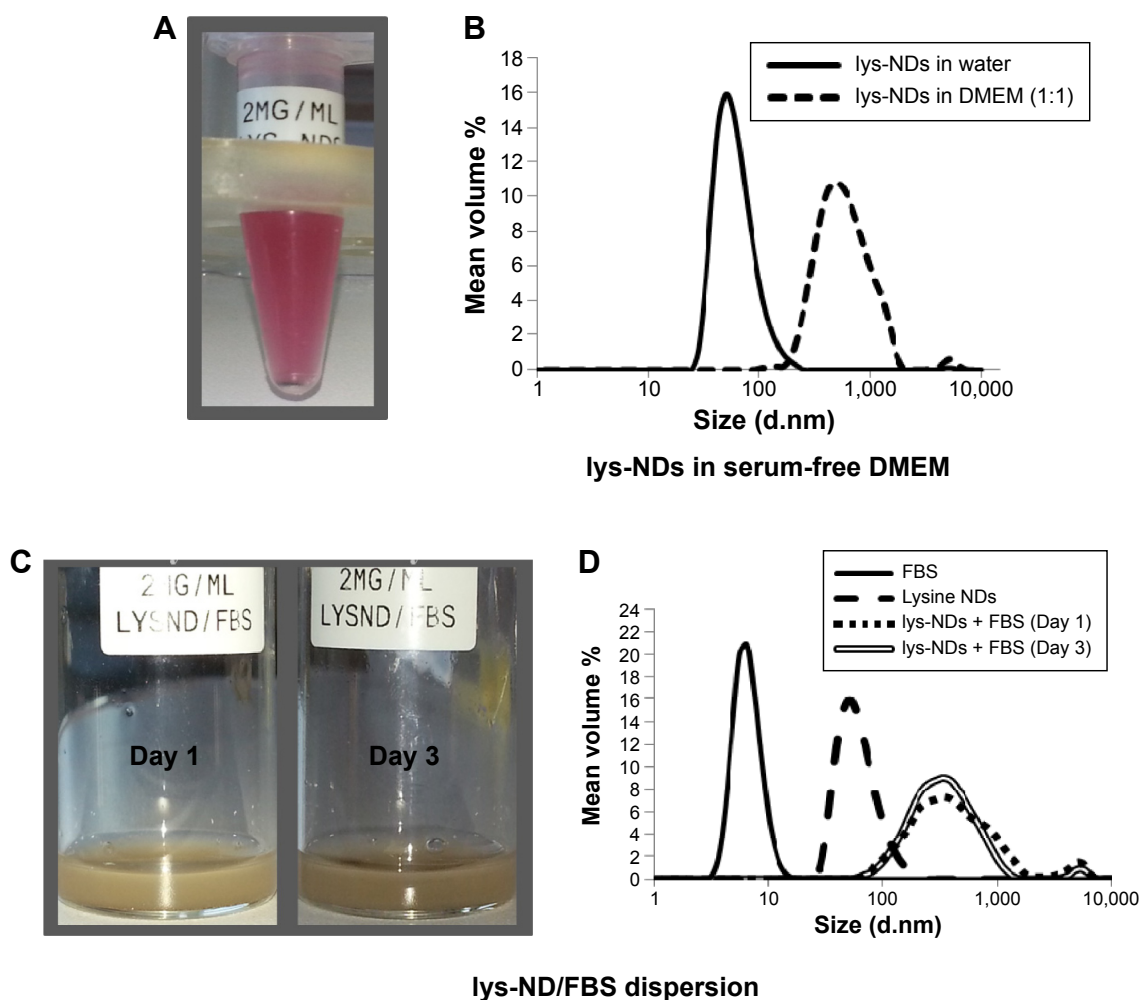 A
2MG/ML
LYS-NDS
B
lys-NDs in water
lys-NDs in DMEM (1:1)
18
16
14
12
10
8
6
4
2
0
Mean volume %
1 10 100 1,000 10,000
Size (d.nm)
lys-NDs in serum-free DMEM
C
2MG/ML
LYSND/FBS
Day 1
2MG/ML
LYSND/FBS
Day 3
D
FBS
Lysine NDs
lys-NDs + FBS (Day 1)
lys-NDs + FBS (Day 3)
24
22
20
18
16
14
12
10
8
6
4
2
0
Mean volume %
1 10 100 1,000 10,000
Size (d.nm)
lys-ND/FBS dispersion